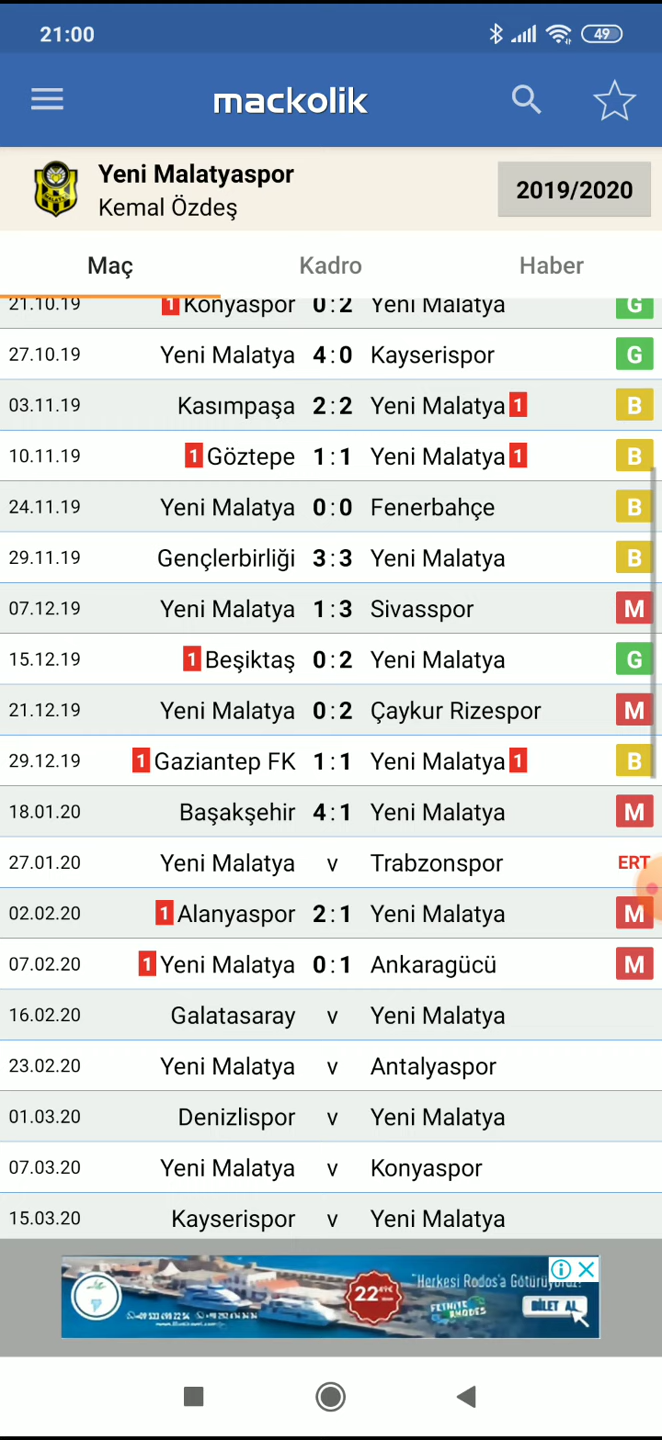 21:00 49
mackolik
Yeni Malatyaspor
Kemal Özdeş
2019/2020
Maç Kadro Haber
21.10.19 1 Konyaspor 0:2 Yeni Malatya G
27.10.19 Yeni Malatya 4:0 Kayserispor G
03.11.19 Kasımpaşa 2:2 Yeni Malatya 1 B
10.11.19 1 Göztepe 1:1 Yeni Malatya 1 B
24.11.19 Yeni Malatya 0:0 Fenerbahçe B
29.11.19 Gençlerbirliği 3:3 Yeni Malatya B
07.12.19 Yeni Malatya 1:3 Sivasspor M
15.12.19 1 Beşiktaş 0:2 Yeni Malatya G
21.12.19 Yeni Malatya 0:2 Çaykur Rizespor M
29.12.19 1 Gaziantep FK 1:1 Yeni Malatya 1 B
18.01.20 Başakşehir 4:1 Yeni Malatya M
27.01.20 Yeni Malatya v Trabzonspor ERT
02.02.20 1 Alanyaspor 2:1 Yeni Malatya M
07.02.20 1 Yeni Malatya 0:1 Ankaragücü M
16.02.20 Galatasaray v Yeni Malatya
23.02.20 Yeni Malatya v Antalyaspor
01.03.20 Denizlispor v Yeni Malatya
07.03.20 Yeni Malatya v Konyaspor
15.03.20 Kayserispor v Yeni Malatya
"Herkesi Rodos'a
22
BİLET AL